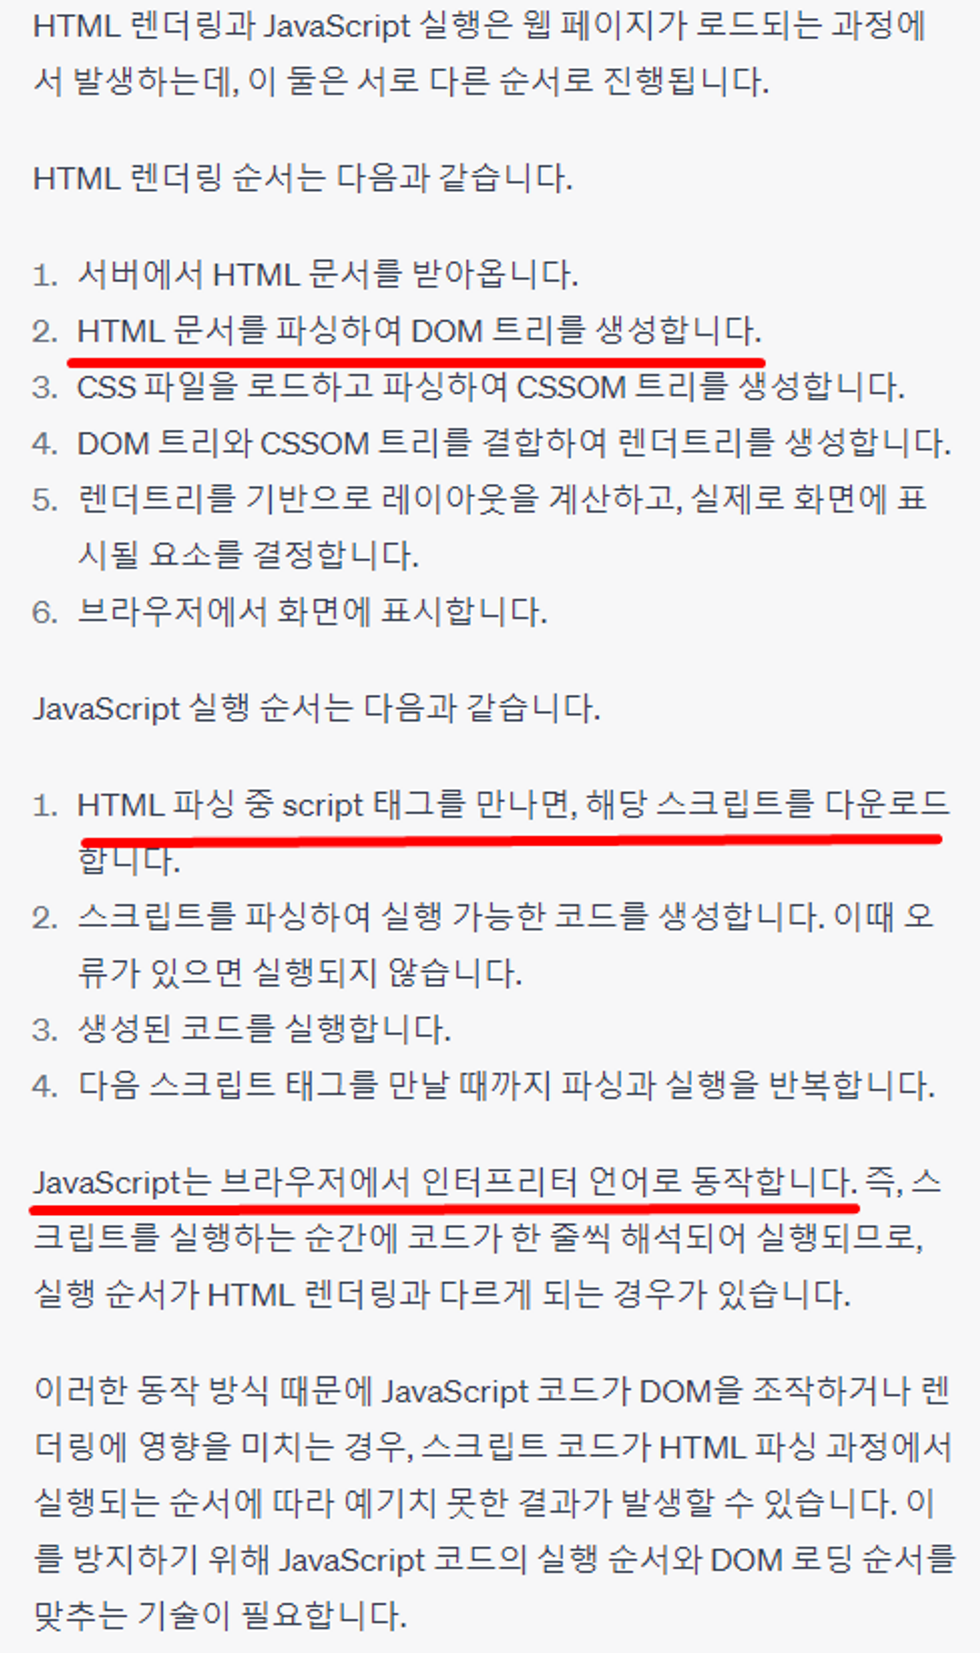 HTML 렌더링과 JavaScript 실행은 웹 페이지가 로드되는 과정에
서 발생하는데, 이 둘은 서로 다른 순서로 진행됩니다.
HTML 렌더링 순서는 다음과 같습니다.
1. 서버에서 HTML 문서를 받아옵니다.
2. HTML 문서를 파싱하여 DOM 트리를 생성합니다.
3. CSS 파일을 로드하고 파싱하여 CSSOM 트리를 생성합니다.
4. DOM 트리와 CSSOM 트리를 결합하여 렌더트리를 생성합니다.
5. 렌더트리를 기반으로 레이아웃을 계산하고, 실제로 화면에 표
시될 요소를 결정합니다.
6. 브라우저에서 화면에 표시합니다.
JavaScript 실행 순서는 다음과 같습니다.
1. HTML 파싱 중 script 태그를 만나면, 해당 스크립트를 다운로드
합니다.
2. 스크립트를 파싱하여 실행 가능한 코드를 생성합니다. 이때 오
류가 있으면 실행되지 않습니다.
3. 생성된 코드를 실행합니다.
4. 다음 스크립트 태그를 만날 때까지 파싱과 실행을 반복합니다.
JavaScript는 브라우저에서 인터프리터 언어로 동작합니다. 즉, 스
크립트를 실행하는 순간에 코드가 한 줄씩 해석되어 실행되므로,
실행 순서가 HTML 렌더링과 다르게 되는 경우가 있습니다.
이러한 동작 방식 때문에 JavaScript 코드가 DOM을 조작하거나 렌
더링에 영향을 미치는 경우, 스크립트 코드가 HTML 파싱 과정에서
실행되는 순서에 따라 예기치 못한 결과가 발생할 수 있습니다. 이
를 방지하기 위해 JavaScript 코드의 실행 순서와 DOM 로딩 순서를
맞추는 기술이 필요합니다.